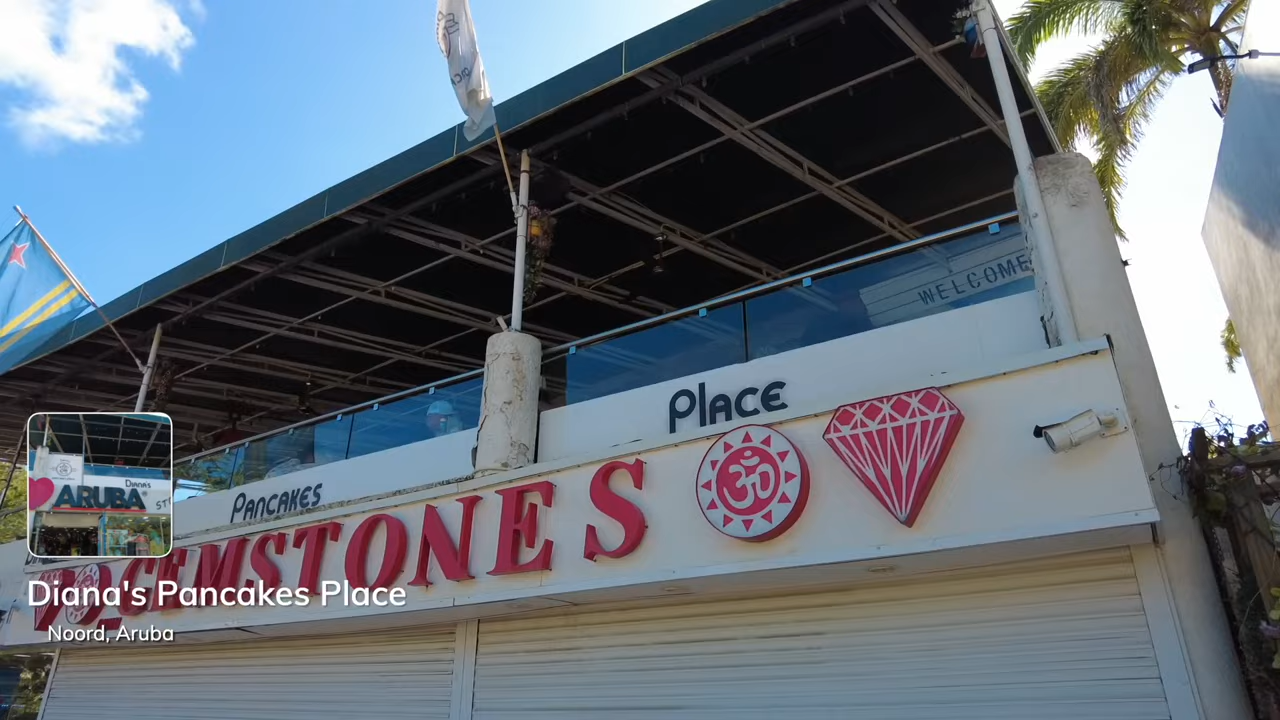 WELCOME
Place
Pancakes
GEMSTONES
ॐ
Diana's
ARUBA
Diana's Pancakes Place
Noord, Aruba